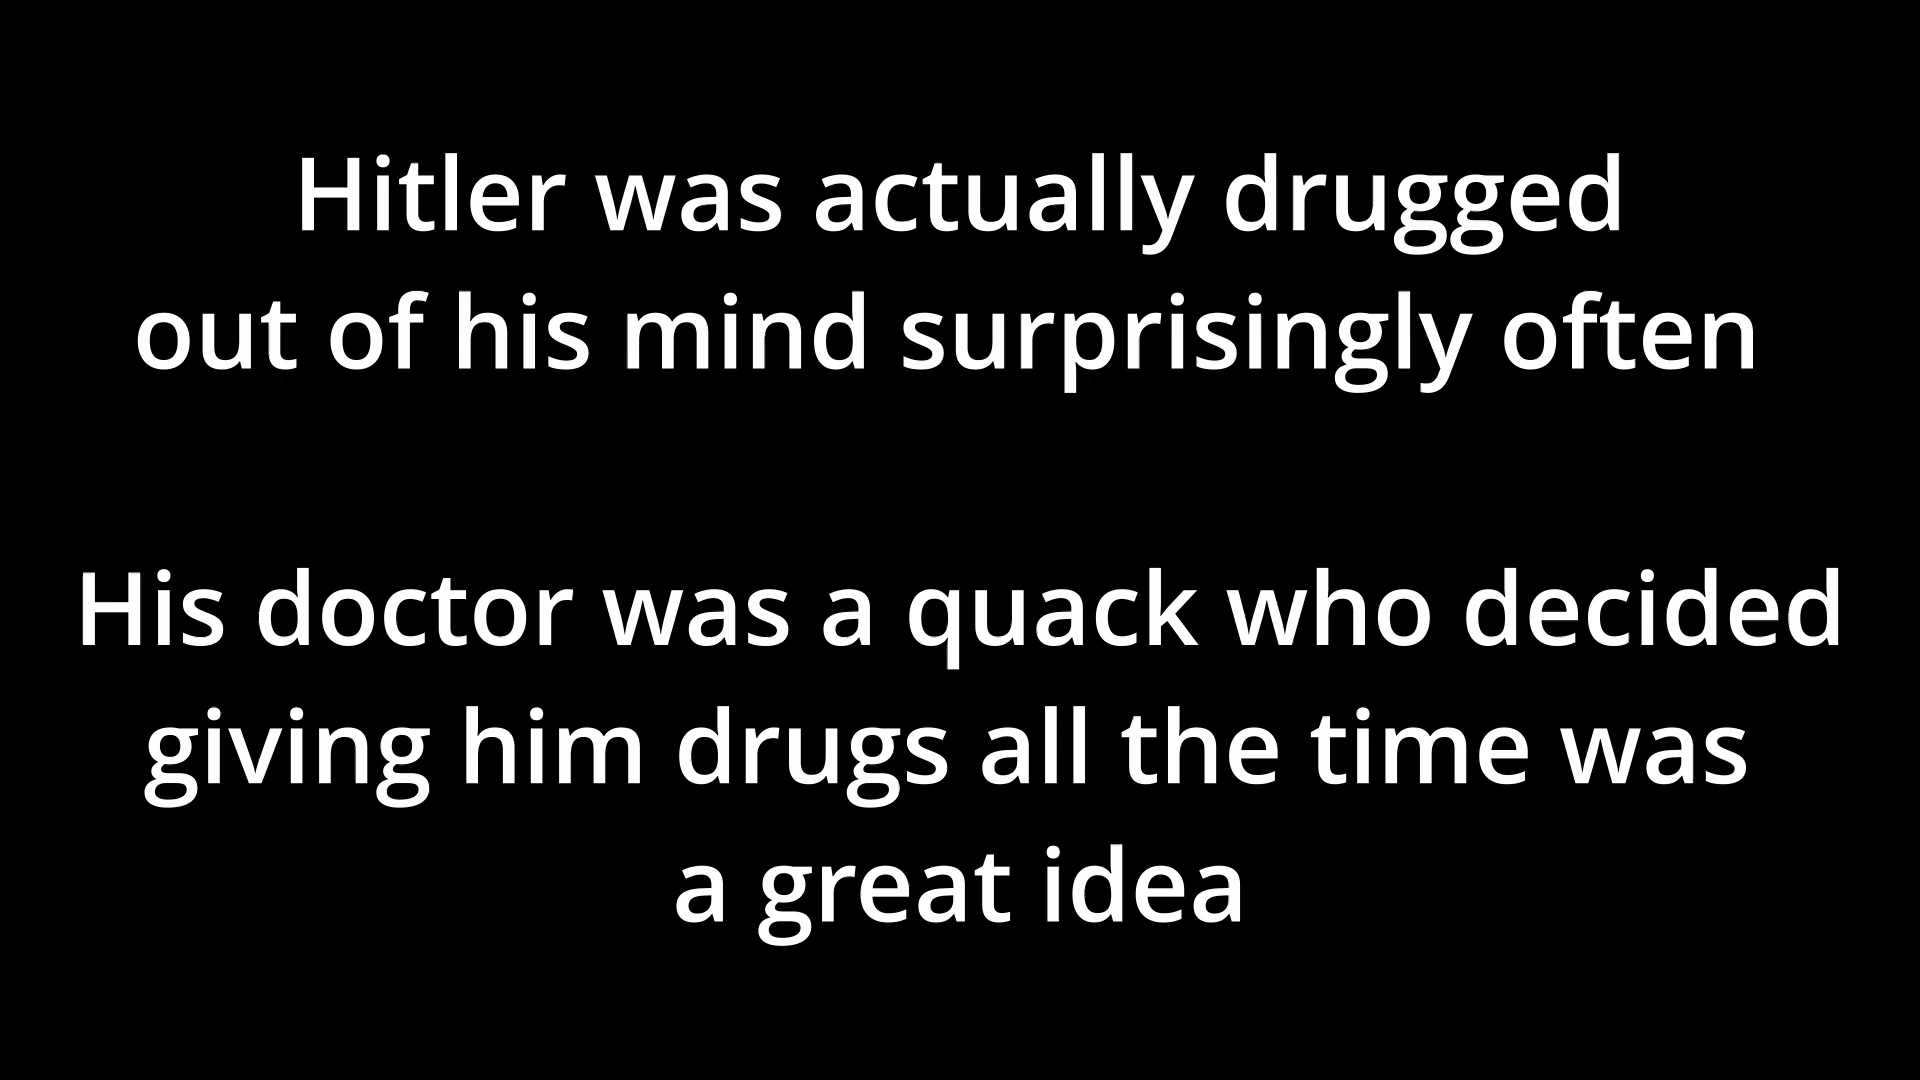 Hitler was actually drugged
out of his mind surprisingly often
His doctor was a quack who decided
giving him drugs all the time was
a great idea